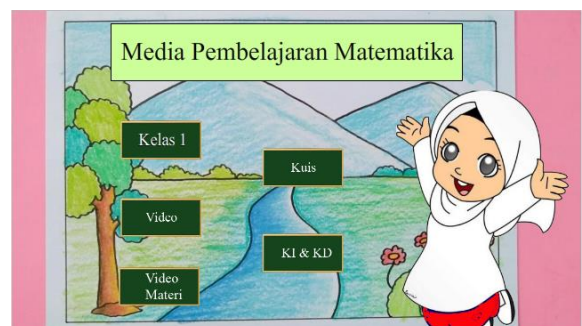 Media Pembelajaran Matematika
Kelas 1
Kuis
Video
KI & KD
Video
Materi